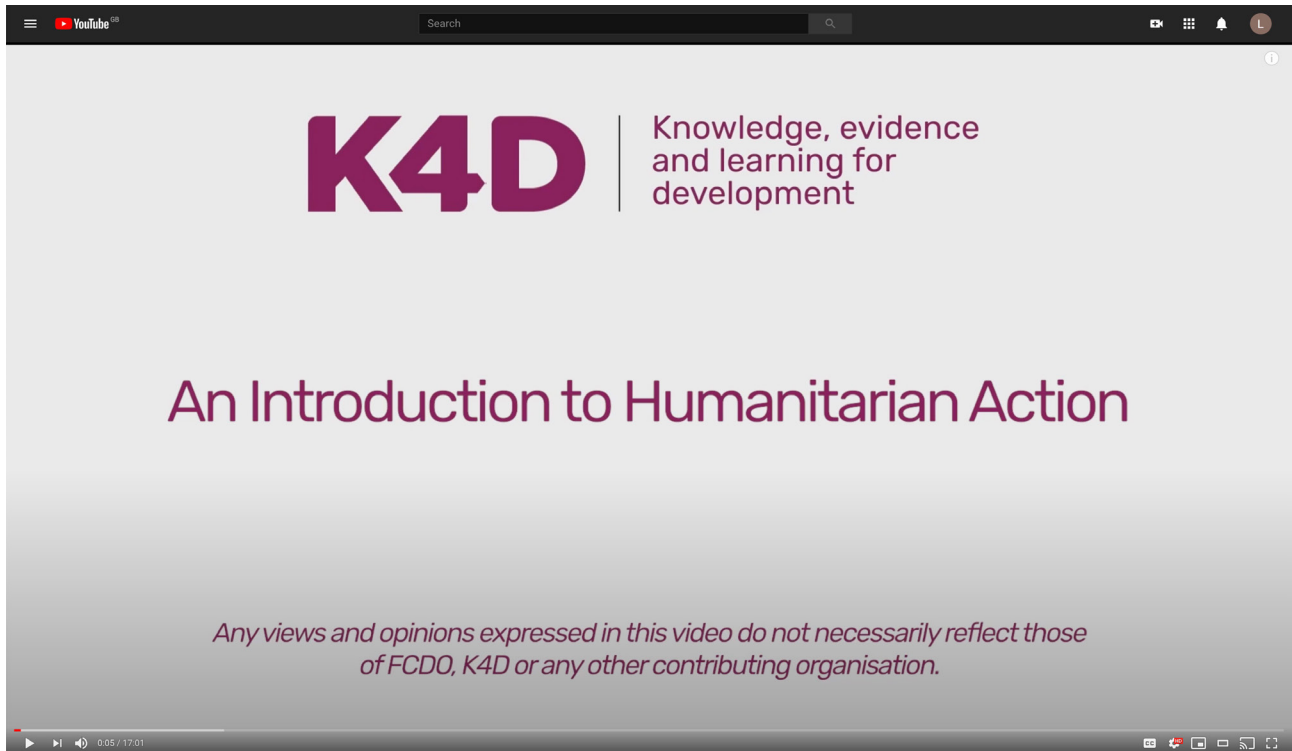 YouTube GB
Search
L
K4D
Knowledge, evidence
and learning for
development
An Introduction to Humanitarian Action
Any views and opinions expressed in this video do not necessarily reflect those
of FCDO, K4D or any other contributing organisation.
0:05 / 17:01
CC
HD